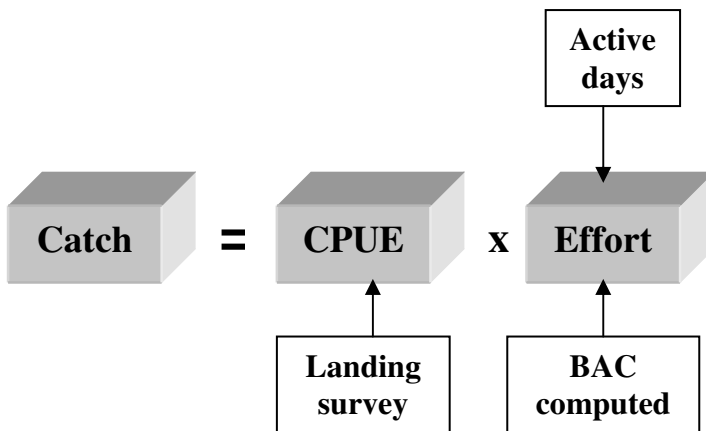 Active
days
Catch = CPUE x Effort
Landing
survey
BAC
computed